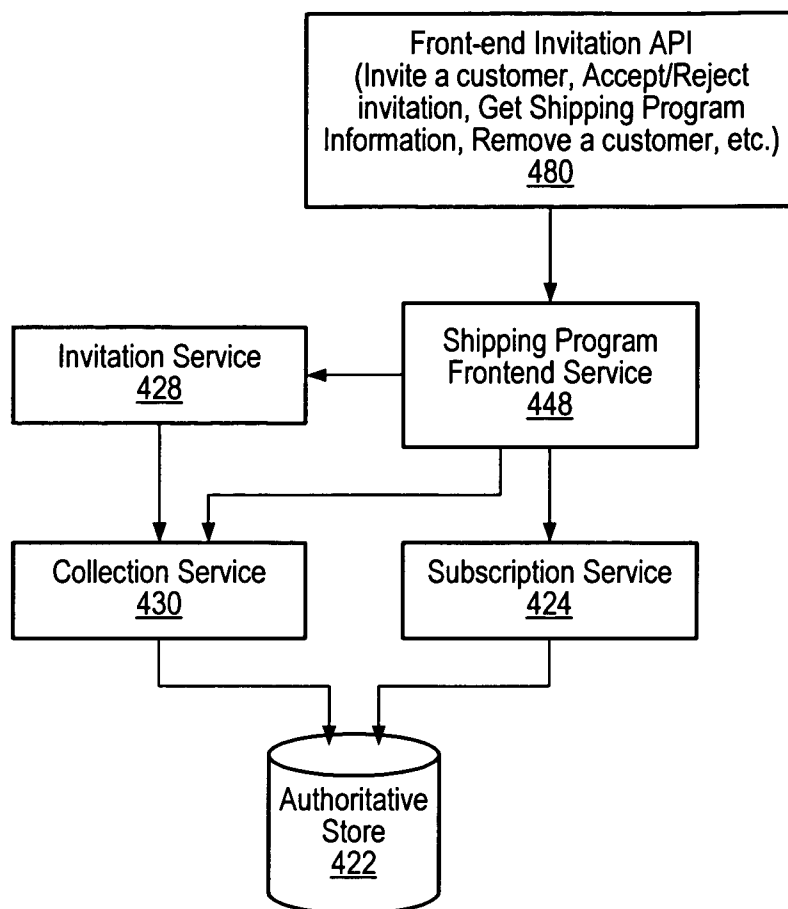 Front-end Invitation API
(Invite a customer, Accept/Reject
invitation, Get Shipping Program
Information, Remove a customer, etc.)
480
Shipping Program
Frontend Service
448
Invitation Service
428
Collection Service
430
Subscription Service
424
Authoritative
Store
422